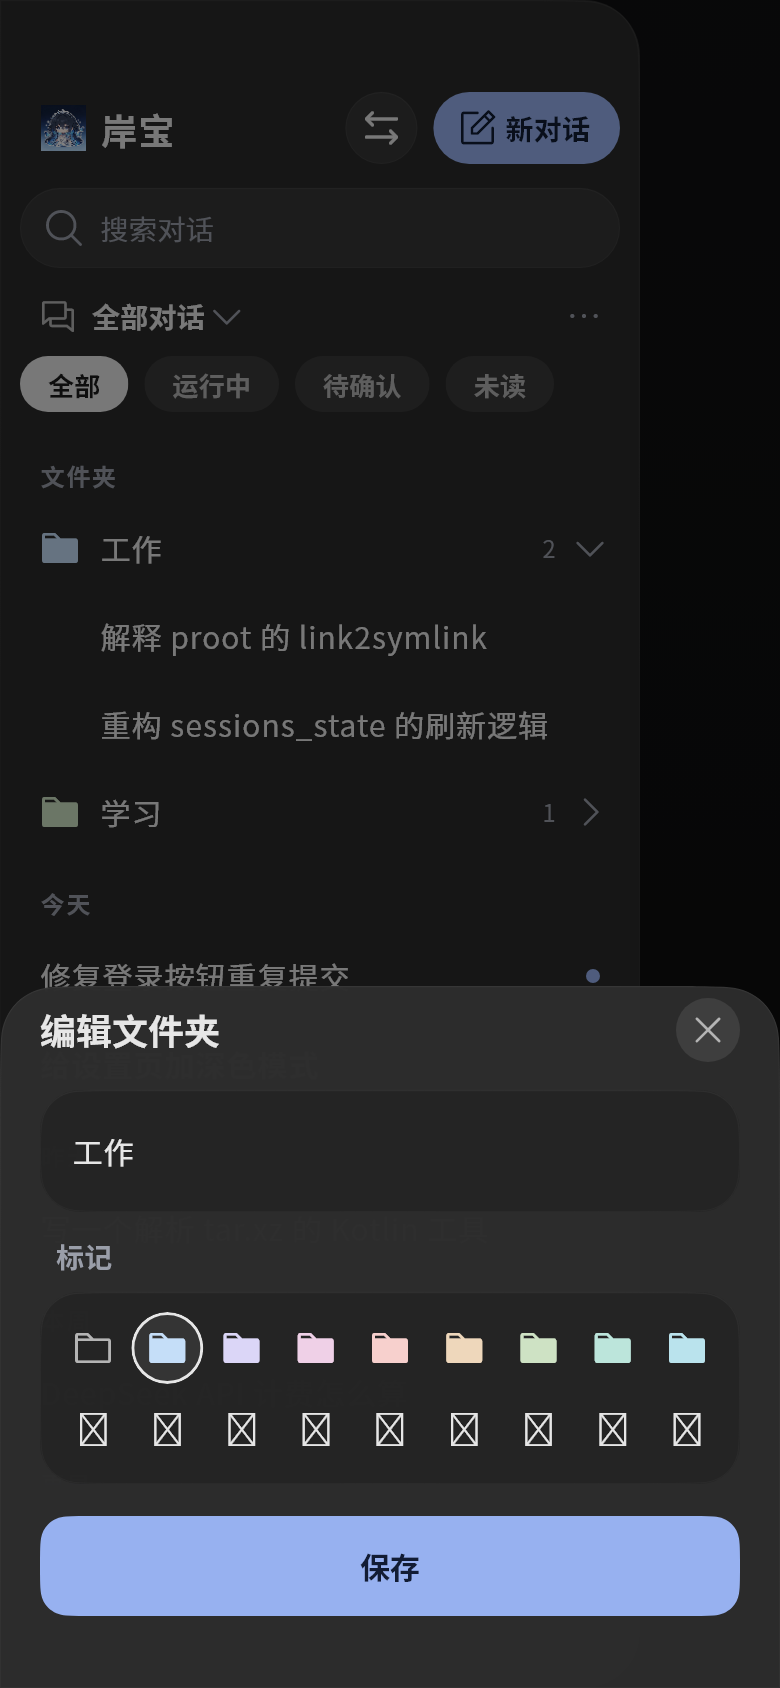 岸宝
新对话
搜索对话
全部对话
全部 运行中 待确认 未读
文件夹
工作 2
解释 proot 的 link2symlink
重构 sessions_state 的刷新逻辑
学习 1
今天
修复登录按钮重复提交
编辑文件夹
工作
标记
保存